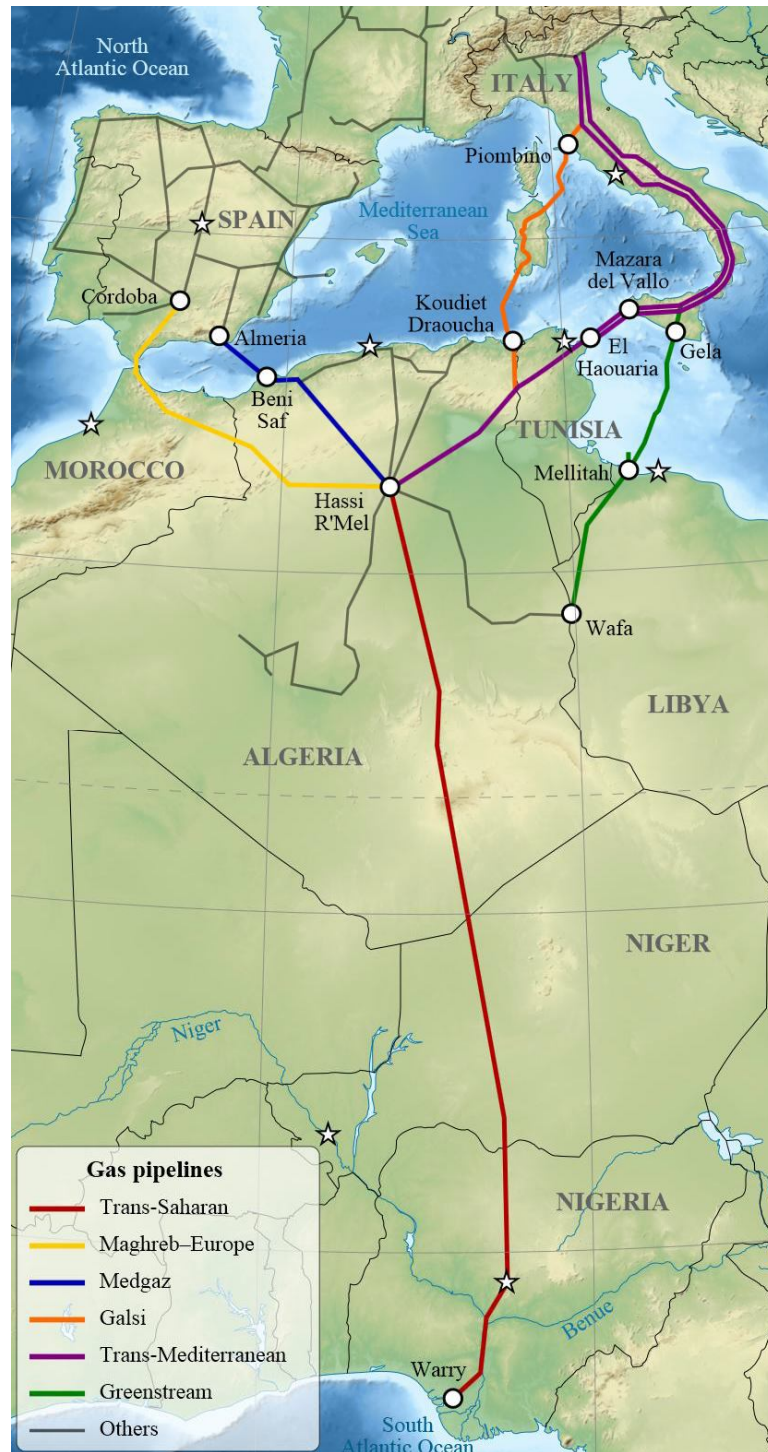 North
Atlantic Ocean
ITALY
Piombino
SPAIN
Mediterranean
Sea
Mazara
del Vallo
Cordoba
Koudiet
Draoucha
Almeria
El
Haouaria
Gela
Beni
Saf
TUNISIA
MOROCCO
Mellitah
Hassi
R'Mel
Wafa
LIBYA
ALGERIA
NIGER
Niger
NIGERIA
Benue
Warry
South
Atlantic Ocean
Gas pipelines
Trans-Saharan
Maghreb–Europe
Medgaz
Galsi
Trans-Mediterranean
Greenstream
Others